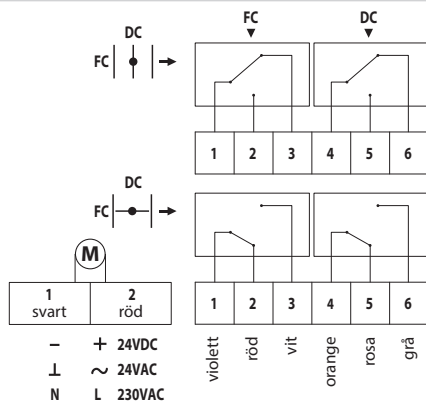 FC DC
DC
FC
1 2 3 4 5 6
DC
FC
M
1 2
svart röd
1 2 3 4 5 6
violett röd vit orange rosa grå
– + 24VDC
⊥ ~ 24VAC
N L 230VAC